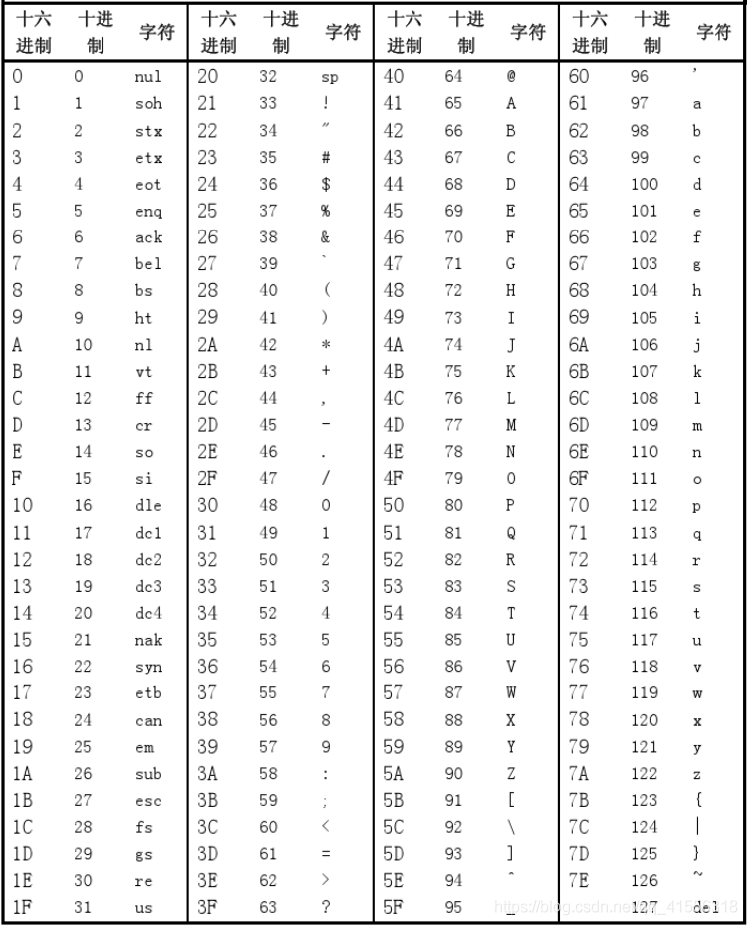 十六 十进 字符 十六 十进 字符 十六 十进 字符 十六 十进 字符
进制 制 进制 制 进制 制 进制 制
0 0 nul 20 32 sp 40 64 @ 60 96 ’
1 1 soh 21 33 ! 41 65 A 61 97 a
2 2 stx 22 34 ″ 42 66 B 62 98 b
3 3 etx 23 35 # 43 67 C 63 99 c
4 4 eot 24 36 $ 44 68 D 64 100 d
5 5 enq 25 37 % 45 69 E 65 101 e
6 6 ack 26 38 & 46 70 F 66 102 f
7 7 bel 27 39 ` 47 71 G 67 103 g
8 8 bs 28 40 ( 48 72 H 68 104 h
9 9 ht 29 41 ) 49 73 I 69 105 i
A 10 nl 2A 42 * 4A 74 J 6A 106 j
B 11 vt 2B 43 + 4B 75 K 6B 107 k
C 12 ff 2C 44 , 4C 76 L 6C 108 l
D 13 cr 2D 45 - 4D 77 M 6D 109 m
E 14 so 2E 46 . 4E 78 N 6E 110 n
F 15 si 2F 47 / 4F 79 O 6F 111 o
10 16 dle 30 48 0 50 80 P 70 112 p
11 17 dc1 31 49 1 51 81 Q 71 113 q
12 18 dc2 32 50 2 52 82 R 72 114 r
13 19 dc3 33 51 3 53 83 S 73 115 s
14 20 dc4 34 52 4 54 84 T 74 116 t
15 21 nak 35 53 5 55 85 U 75 117 u
16 22 syn 36 54 6 56 86 V 76 118 v
17 23 etb 37 55 7 57 87 W 77 119 w
18 24 can 38 56 8 58 88 X 78 120 x
19 25 em 39 57 9 59 89 Y 79 121 y
1A 26 sub 3A 58 : 5A 90 Z 7A 122 z
1B 27 esc 3B 59 ; 5B 91 [ 7B 123 {
1C 28 fs 3C 60 < 5C 92 \ 7C 124 |
1D 29 gs 3D 61 = 5D 93 ] 7D 125 }
1E 30 re 3E 62 > 5E 94 ^ 7E 126 ~
1F 31 us 3F 63 ? 5F 95 _ 127 del